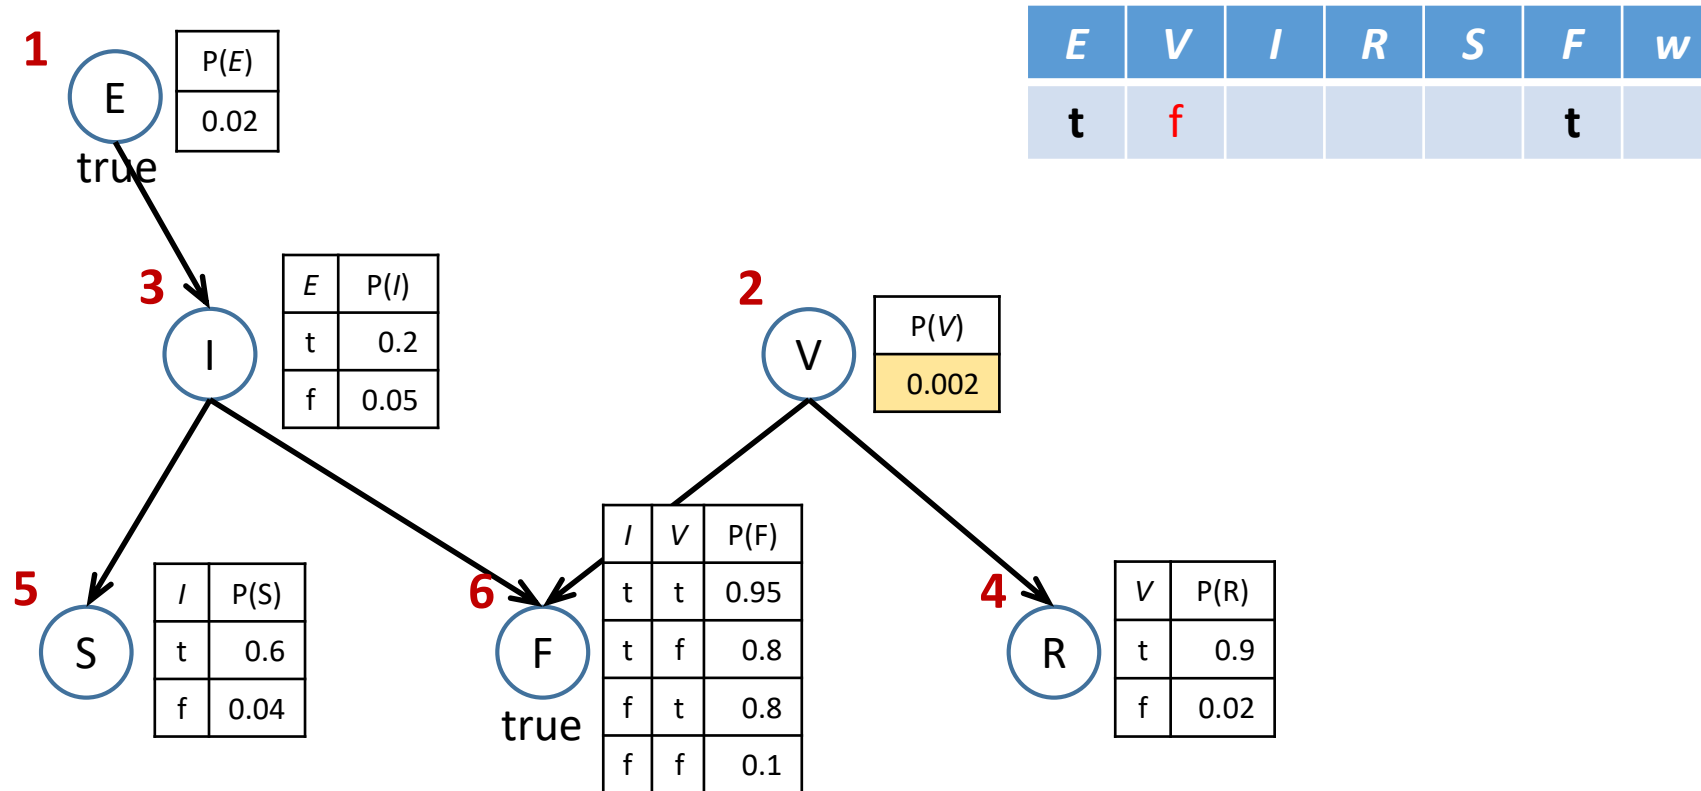 1
E
true
P(E)
0.02
E V I R S F w
t f t
3
I
E P(I)
t 0.2
f 0.05
2
V
P(V)
0.002
5
S
I P(S)
t 0.6
f 0.04
6
F
true
I V P(F)
t t 0.95
t f 0.8
f t 0.8
f f 0.1
4
R
V P(R)
t 0.9
f 0.02